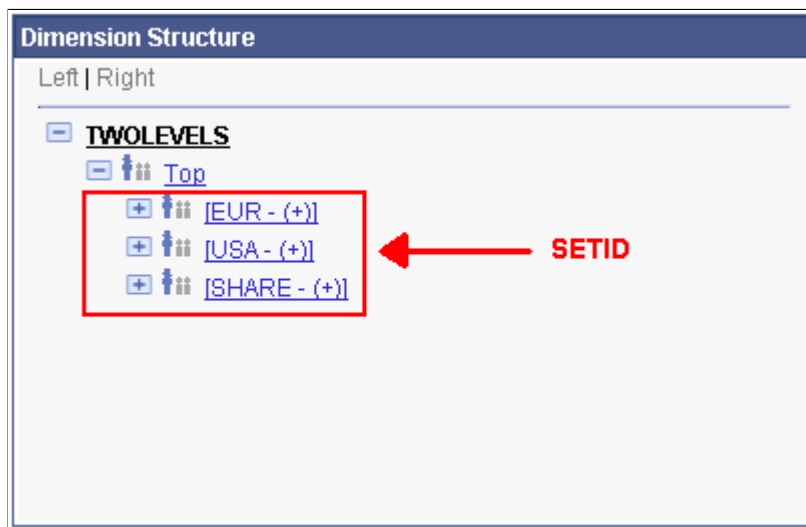 Dimension Structure
Left | Right
TWOLEVELS
Top
[EUR - (+)]
[USA - (+)]
SETID
[SHARE - (+)]